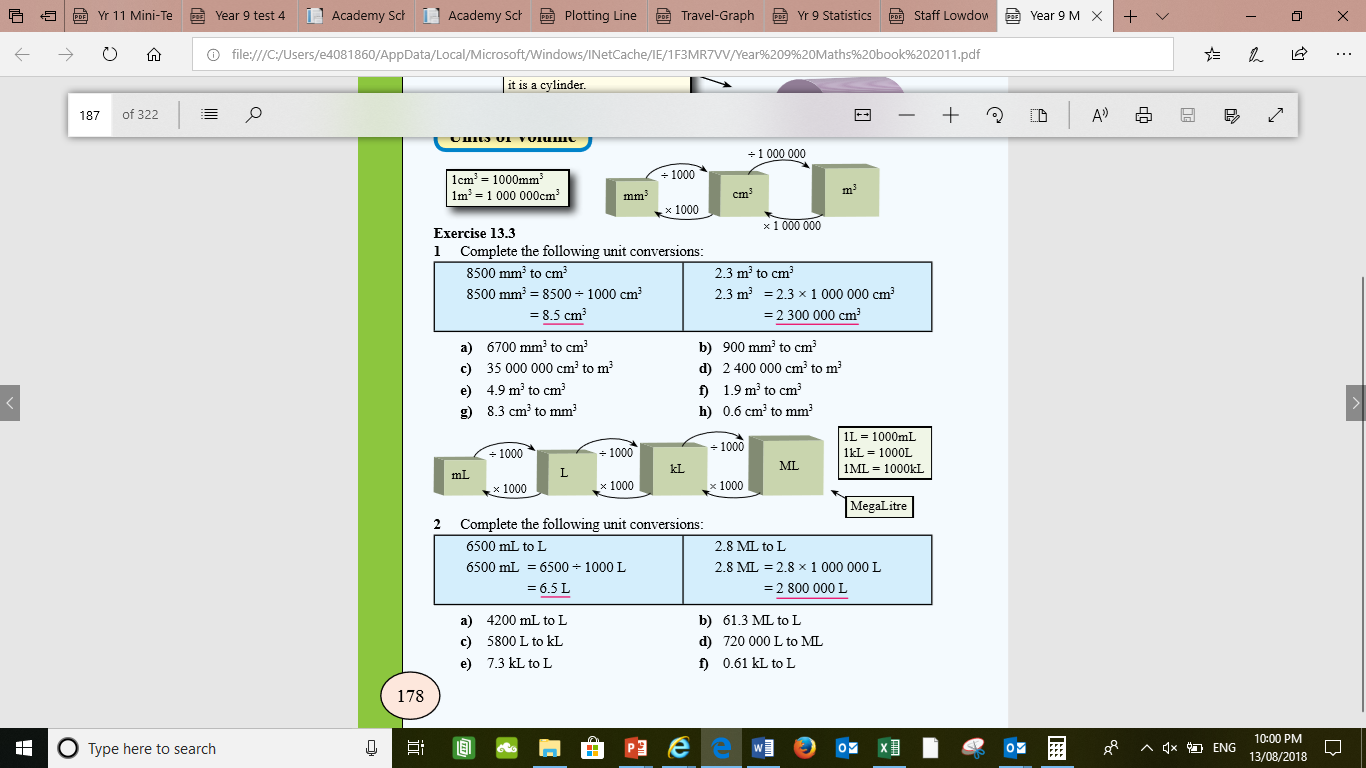 Yr 11 Mini-Te
Year 9 test 4
Academy Sch
Academy Sch
Plotting Line
Travel-Graph
Yr 9 Statistics
Staff Lowdow
Year 9 M
file:///C:/Users/e4081860/AppData/Local/Microsoft/Windows/INetCache/IE/1F3MR7VV/Year%209%20Maths%20book%202011.pdf
it is a cylinder.
187 of 322
Units of Volume
1cm³ = 1000mm³
1m³ = 1 000 000cm³
÷ 1 000 000
÷ 1000
mm³ cm³ m³
× 1000
× 1 000 000
Exercise 13.3
1 Complete the following unit conversions:
8500 mm³ to cm³ 2.3 m³ to cm³
8500 mm³ = 8500 ÷ 1000 cm³ 2.3 m³ = 2.3 × 1 000 000 cm³
= 8.5 cm³ = 2 300 000 cm³
a) 6700 mm³ to cm³ b) 900 mm³ to cm³
c) 35 000 000 cm³ to m³ d) 2 400 000 cm³ to m³
e) 4.9 m³ to cm³ f) 1.9 m³ to cm³
g) 8.3 cm³ to mm³ h) 0.6 cm³ to mm³
÷ 1000 ÷ 1000 ÷ 1000
mL L kL ML
× 1000 × 1000 × 1000
1L = 1000mL
1kL = 1000L
1ML = 1000kL
MegaLitre
2 Complete the following unit conversions:
6500 mL to L 2.8 ML to L
6500 mL = 6500 ÷ 1000 L 2.8 ML = 2.8 × 1 000 000 L
= 6.5 L = 2 800 000 L
a) 4200 mL to L b) 61.3 ML to L
c) 5800 L to kL d) 720 000 L to ML
e) 7.3 kL to L f) 0.61 kL to L
178
Type here to search
ENG
10:00 PM
13/08/2018